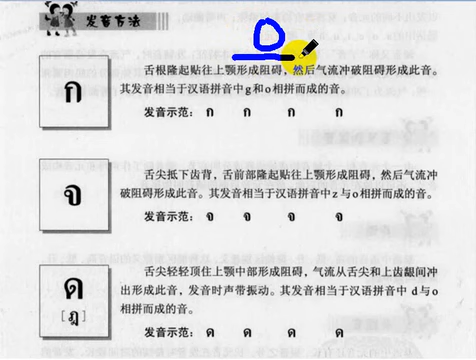 发音方法
ก
舌根隆起贴往上颚形成阻碍，然后气流冲破阻碍形成此音。
其发音相当于汉语拼音中g和o相拼而成的音。
发音示范：ก ก ก ก
จ
舌尖抵下齿背，舌前部隆起贴往上颚形成阻碍，然后气流冲
破阻碍形成此音。其发音相当于汉语拼音中 z 与o相拼而成的音。
发音示范：จ จ จ จ
ด
[ฎ]
舌尖轻轻顶住上颚中部形成阻碍，气流从舌尖和上齿龈间冲
出形成此音，发音时声带振动。其发音相当于汉语拼音中 d与o
相拼而成的音。
发音示范：ด ด ด ด